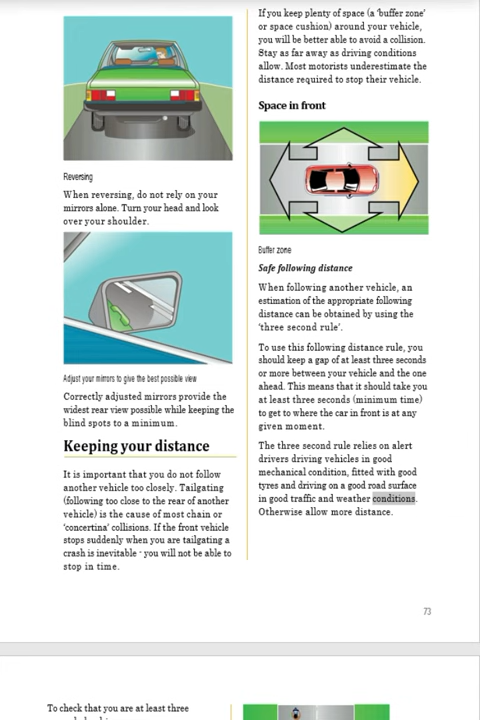 Reversing
When reversing, do not rely on your
mirrors alone. Turn your head and look
over your shoulder.
Adjust your mirrors to give the best possible view
Correctly adjusted mirrors provide the
widest rear view possible while keeping the
blind spots to a minimum.
Keeping your distance
It is important that you do not follow
another vehicle too closely. Tailgating
(following too close to the rear of another
vehicle) is the cause of most chain or
'concertina' collisions. If the front vehicle
stops suddenly when you are tailgating a
crash is inevitable - you will not be able to
stop in time.
If you keep plenty of space (a 'buffer zone'
or space cushion) around your vehicle,
you will be better able to avoid a collision.
Stay as far away as driving conditions
allow. Most motorists underestimate the
distance required to stop their vehicle.
Space in front
Buffer zone
Safe following distance
When following another vehicle, an
estimation of the appropriate following
distance can be obtained by using the
'three second rule'.
To use this following distance rule, you
should keep a gap of at least three seconds
or more between your vehicle and the one
ahead. This means that it should take you
at least three seconds (minimum time)
to get to where the car in front is at any
given moment.
The three second rule relies on alert
drivers driving vehicles in good
mechanical condition, fitted with good
tyres and driving on a good road surface
in good traffic and weather conditions.
Otherwise allow more distance.
73
To check that you are at least three